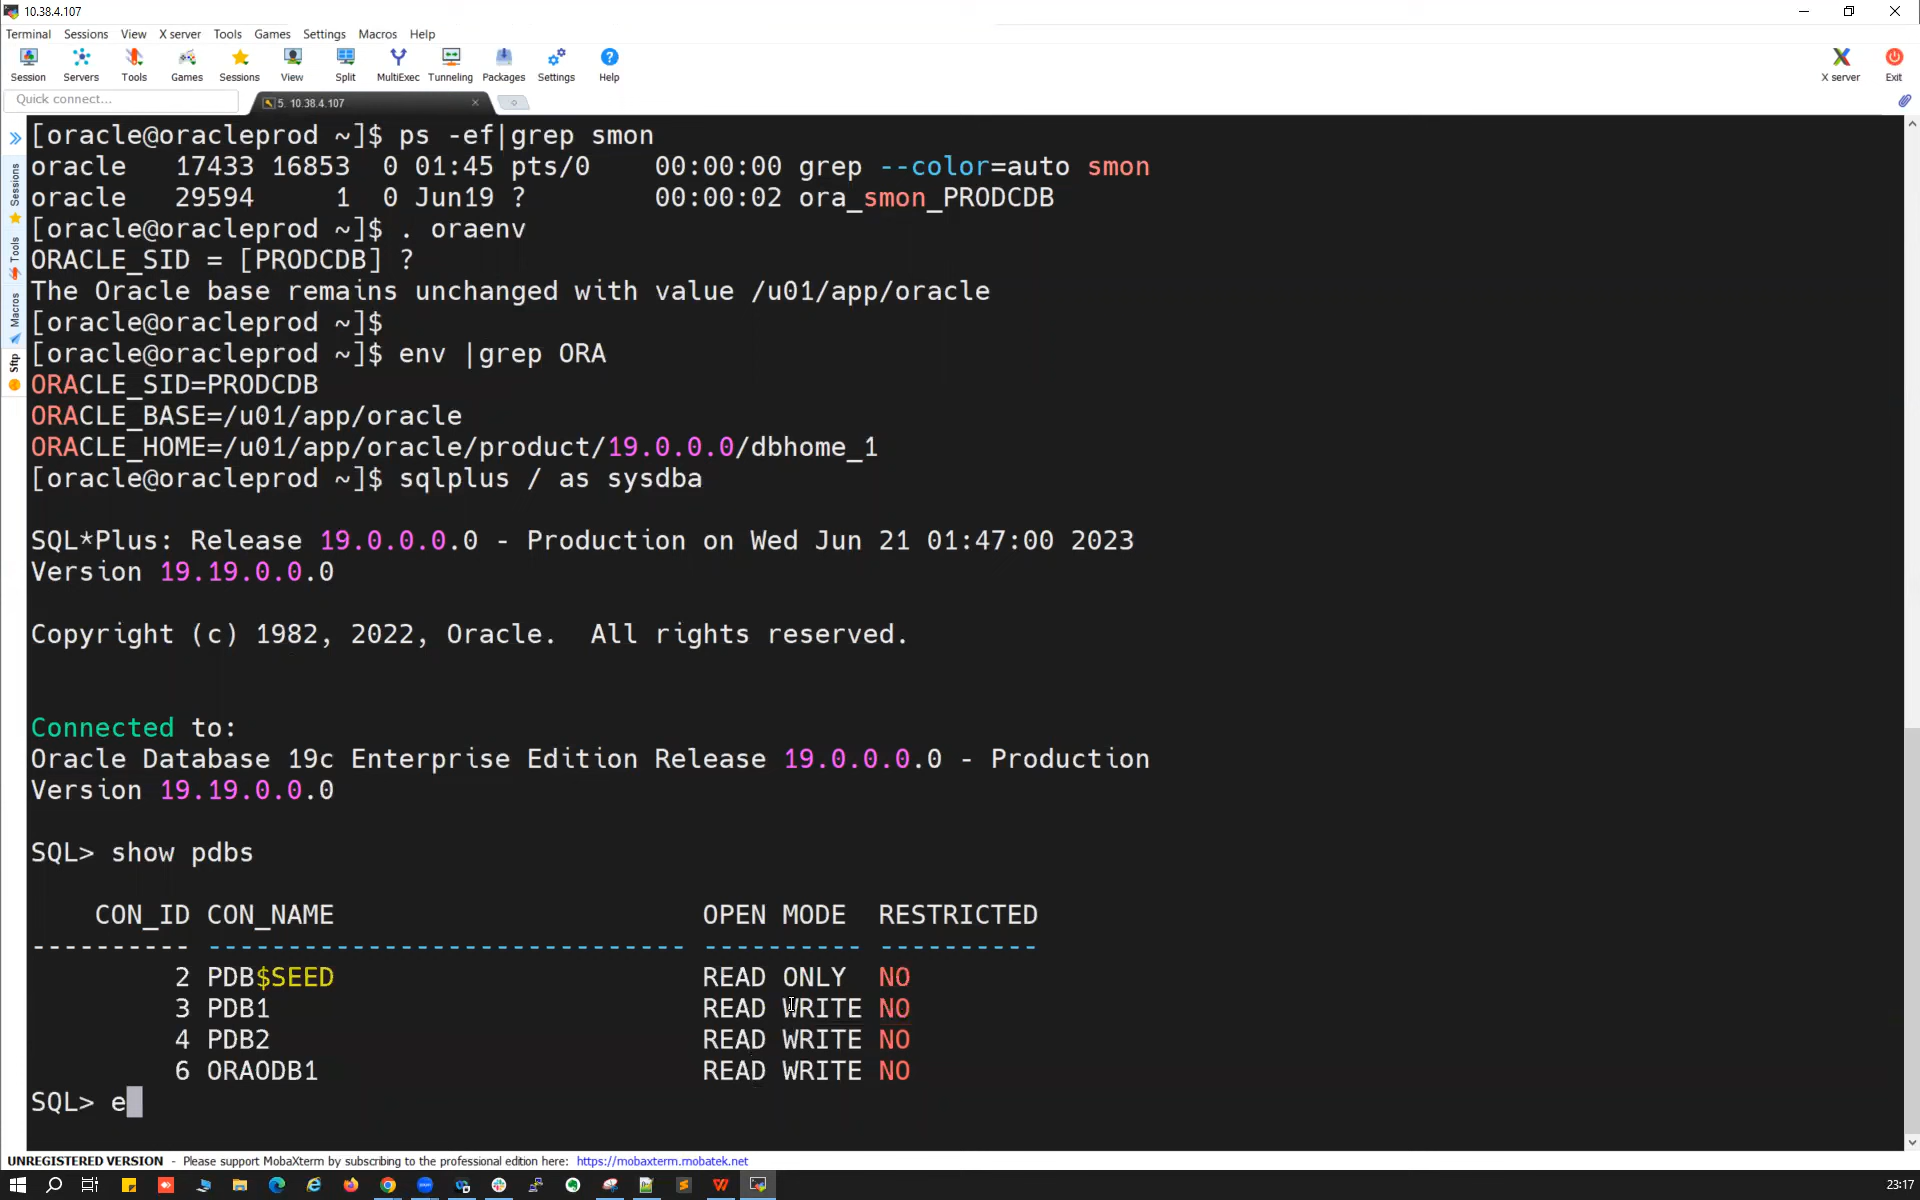 10.38.4.107
Terminal Sessions View X server Tools Games Settings Macros Help
Session Servers Tools Games Sessions View Split MultiExec Tunneling Packages Settings Help X server Exit
Quick connect... 5. 10.38.4.107
Sessions
Tools
Macros
Sftp
[oracle@oracleprod ~]$ ps -ef|grep smon
oracle   17433 16853  0 01:45 pts/0    00:00:00 grep --color=auto smon
oracle   29594     1  0 Jun19 ?        00:00:02 ora_smon_PRODCDB
[oracle@oracleprod ~]$ . oraenv
ORACLE_SID = [PRODCDB] ?
The Oracle base remains unchanged with value /u01/app/oracle
[oracle@oracleprod ~]$
[oracle@oracleprod ~]$ env |grep ORA
ORACLE_SID=PRODCDB
ORACLE_BASE=/u01/app/oracle
ORACLE_HOME=/u01/app/oracle/product/19.0.0.0/dbhome_1
[oracle@oracleprod ~]$ sqlplus / as sysdba
SQL*Plus: Release 19.0.0.0.0 - Production on Wed Jun 21 01:47:00 2023
Version 19.19.0.0.0
Copyright (c) 1982, 2022, Oracle.  All rights reserved.
Connected to:
Oracle Database 19c Enterprise Edition Release 19.0.0.0.0 - Production
Version 19.19.0.0.0
SQL> show pdbs
    CON_ID CON_NAME                       OPEN MODE  RESTRICTED
---------- ------------------------------ ---------- ----------
         2 PDB$SEED                       READ ONLY  NO
         3 PDB1                           READ WRITE NO
         4 PDB2                           READ WRITE NO
         6 ORAODB1                        READ WRITE NO
SQL> e
UNREGISTERED VERSION - Please support MobaXterm by subscribing to the professional edition here: https://mobaxterm.mobatek.net
23:17